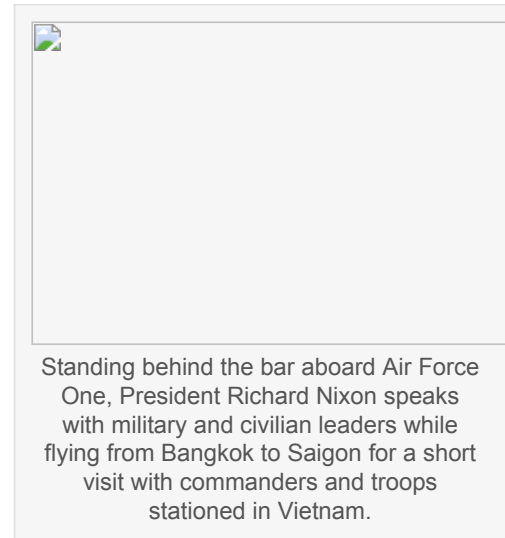 Standing behind the bar aboard Air Force
One, President Richard Nixon speaks
with military and civilian leaders while
flying from Bangkok to Saigon for a short
visit with commanders and troops
stationed in Vietnam.